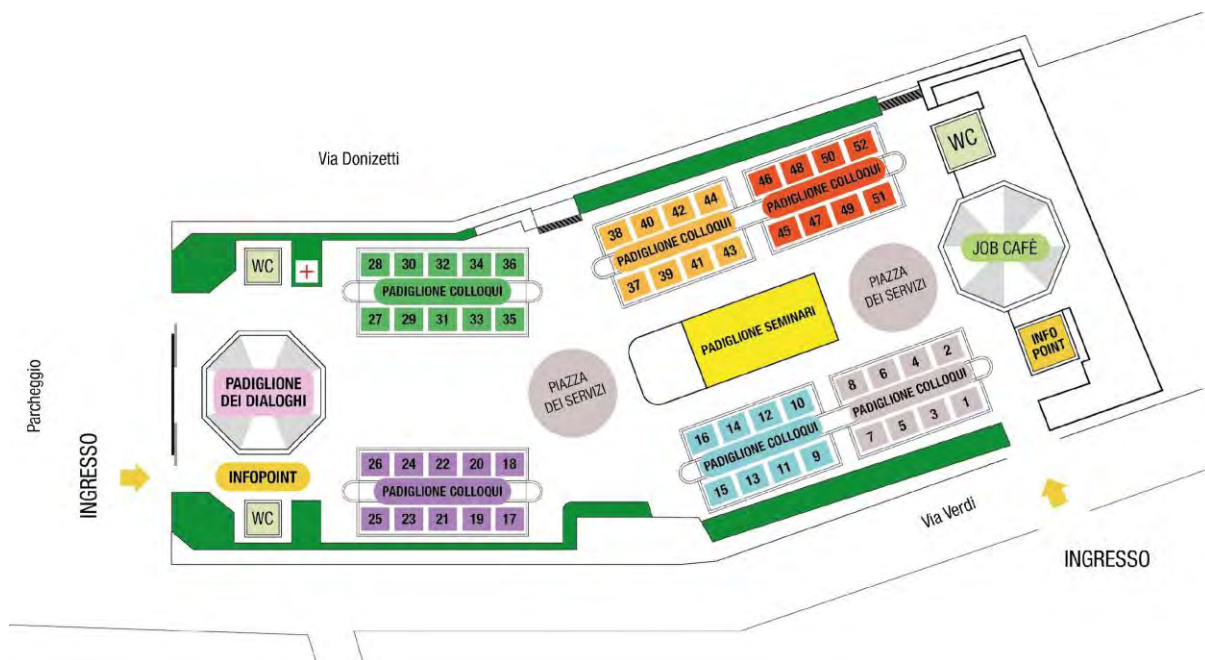 Via Donizetti
WC
52
50
48
46
PADIGLIONE COLLOQUI
51
49
47
45
44
42
40
38
PADIGLIONE COLLOQUI
43
41
39
37
JOB CAFÈ
WC
28 30 32 34 36
PADIGLIONE COLLOQUI
27 29 31 33 35
PIAZZA
DEI SERVIZI
PADIGLIONE SEMINARI
INFO
POINT
Parcheggio
PADIGLIONE
DEI DIALOGHI
PIAZZA
DEI SERVIZI
8 6 4 2
PADIGLIONE COLLOQUI
7 5 3 1
16 14 12 10
PADIGLIONE COLLOQUI
15 13 11 9
INGRESSO
INFOPOINT
26 24 22 20 18
PADIGLIONE COLLOQUI
25 23 21 19 17
WC
Via Verdi
INGRESSO